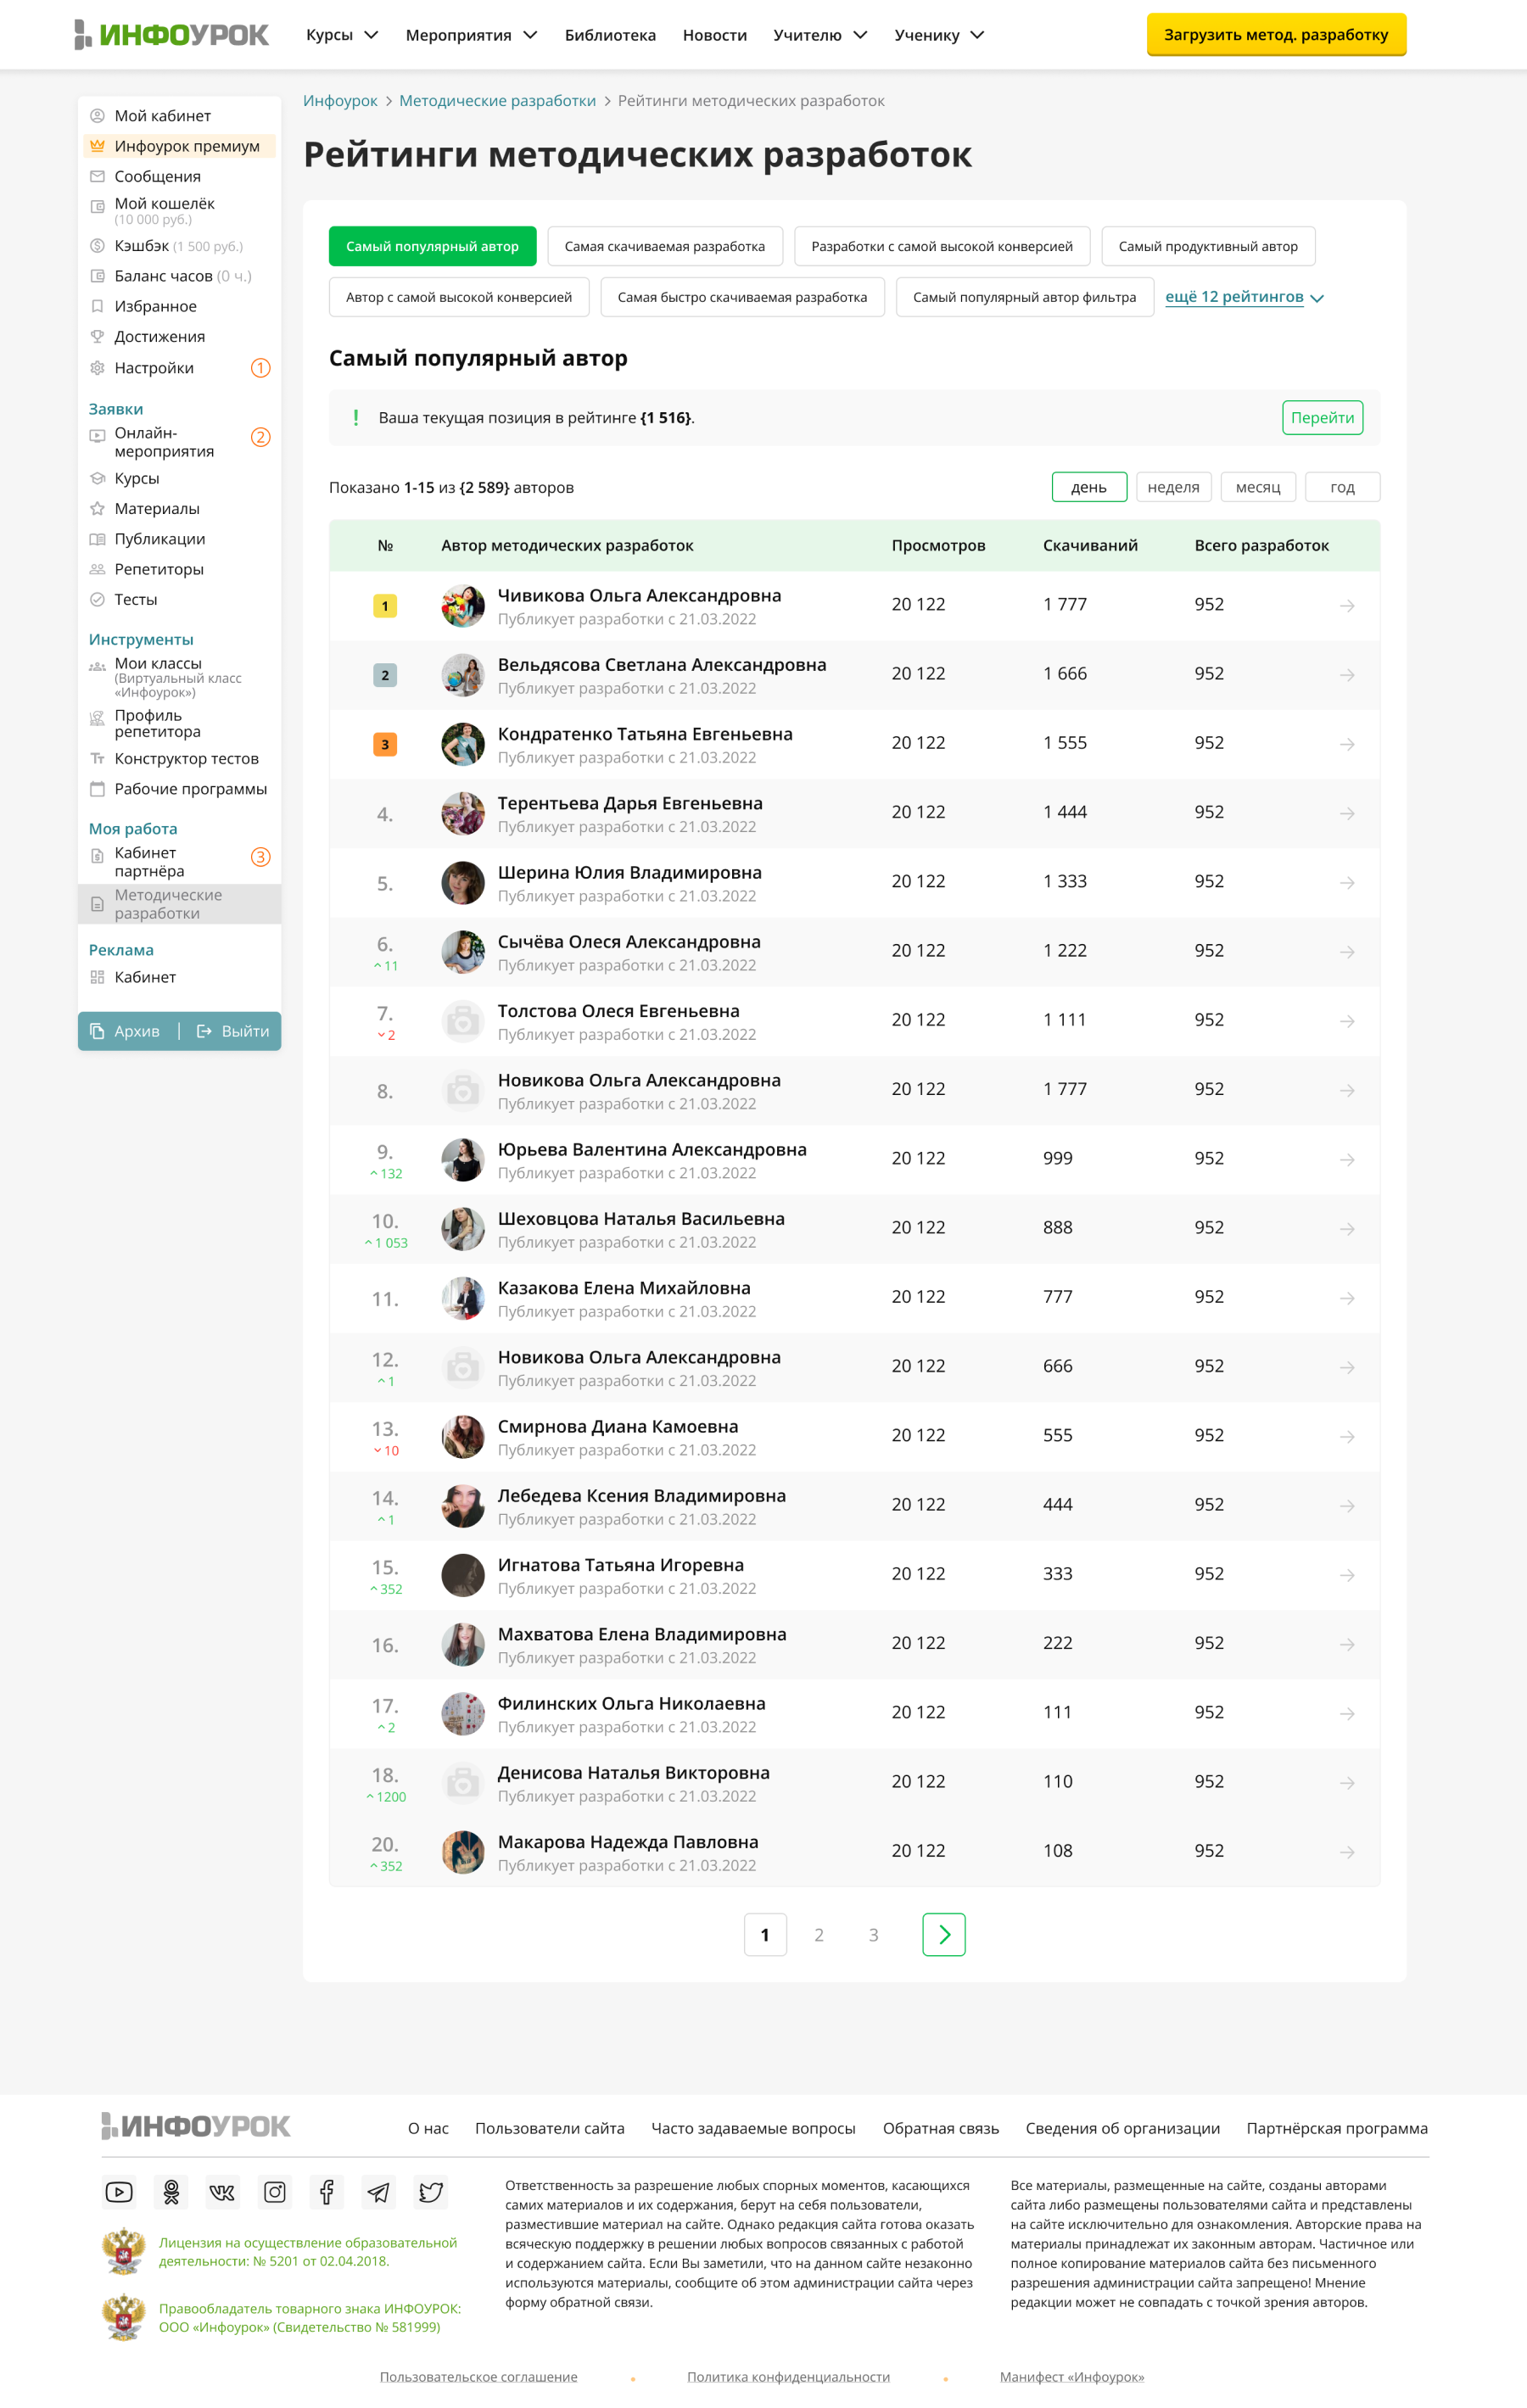 ИНФОУРОК
Курсы Мероприятия Библиотека Новости Учителю Ученику
Загрузить метод. разработку
Мой кабинет
Инфоурок премиум
Сообщения
Мой кошелёк
(10 000 руб.)
Кэшбэк (1 500 руб.)
Баланс часов (0 ч.)
Избранное
Достижения
Настройки 1
Заявки
Онлайн-
мероприятия 2
Курсы
Материалы
Публикации
Репетиторы
Тесты
Инструменты
Мои классы
(Виртуальный класс
«Инфоурок»)
Профиль
репетитора
Конструктор тестов
Рабочие программы
Моя работа
Кабинет
партнёра 3
Методические
разработки
Реклама
Кабинет
Архив | Выйти
Инфоурок > Методические разработки > Рейтинги методических разработок
Рейтинги методических разработок
Самый популярный автор Самая скачиваемая разработка Разработки с самой высокой конверсией Самый продуктивный автор
Автор с самой высокой конверсией Самая быстро скачиваемая разработка Самый популярный автор фильтра ещё 12 рейтингов
Самый популярный автор
! Ваша текущая позиция в рейтинге {1 516}. Перейти
Показано 1-15 из {2 589} авторов день неделя месяц год
№ Автор методических разработок Просмотров Скачиваний Всего разработок
1 Чивикова Ольга Александровна 20 122 1 777 952
Публикует разработки с 21.03.2022
2 Вельдясова Светлана Александровна 20 122 1 666 952
Публикует разработки с 21.03.2022
3 Кондратенко Татьяна Евгеньевна 20 122 1 555 952
Публикует разработки с 21.03.2022
4. Терентьева Дарья Евгеньевна 20 122 1 444 952
Публикует разработки с 21.03.2022
5. Шерина Юлия Владимировна 20 122 1 333 952
Публикует разработки с 21.03.2022
6. Сычёва Олеся Александровна 20 122 1 222 952
11 Публикует разработки с 21.03.2022
7. Толстова Олеся Евгеньевна 20 122 1 111 952
2 Публикует разработки с 21.03.2022
8. Новикова Ольга Александровна 20 122 1 777 952
Публикует разработки с 21.03.2022
9. Юрьева Валентина Александровна 20 122 999 952
132 Публикует разработки с 21.03.2022
10. Шеховцова Наталья Васильевна 20 122 888 952
1 053 Публикует разработки с 21.03.2022
11. Казакова Елена Михайловна 20 122 777 952
Публикует разработки с 21.03.2022
12. Новикова Ольга Александровна 20 122 666 952
1 Публикует разработки с 21.03.2022
13. Смирнова Диана Камоевна 20 122 555 952
10 Публикует разработки с 21.03.2022
14. Лебедева Ксения Владимировна 20 122 444 952
1 Публикует разработки с 21.03.2022
15. Игнатова Татьяна Игоревна 20 122 333 952
352 Публикует разработки с 21.03.2022
16. Махватова Елена Владимировна 20 122 222 952
Публикует разработки с 21.03.2022
17. Филинских Ольга Николаевна 20 122 111 952
2 Публикует разработки с 21.03.2022
18. Денисова Наталья Викторовна 20 122 110 952
1200 Публикует разработки с 21.03.2022
20. Макарова Надежда Павловна 20 122 108 952
352 Публикует разработки с 21.03.2022
1 2 3
ИНФОУРОК
О нас Пользователи сайта Часто задаваемые вопросы Обратная связь Сведения об организации Партнёрская программа
Лицензия на осуществление образовательной
деятельности: № 5201 от 02.04.2018.
Правообладатель товарного знака ИНФОУРОК:
ООО «Инфоурок» (Свидетельство № 581999)
Ответственность за разрешение любых спорных моментов, касающихся
самих материалов и их содержания, берут на себя пользователи,
разместившие материал на сайте. Однако редакция сайта готова оказать
всяческую поддержку в решении любых вопросов связанных с работой
и содержанием сайта. Если Вы заметили, что на данном сайте незаконно
используются материалы, сообщите об этом администрации сайта через
форму обратной связи.
Все материалы, размещенные на сайте, созданы авторами
сайта либо размещены пользователями сайта и представлены
на сайте исключительно для ознакомления. Авторские права на
материалы принадлежат их законным авторам. Частичное или
полное копирование материалов сайта без письменного
разрешения администрации сайта запрещено! Мнение
редакции может не совпадать с точкой зрения авторов.
Пользовательское соглашение • Политика конфиденциальности • Манифест «Инфоурок»